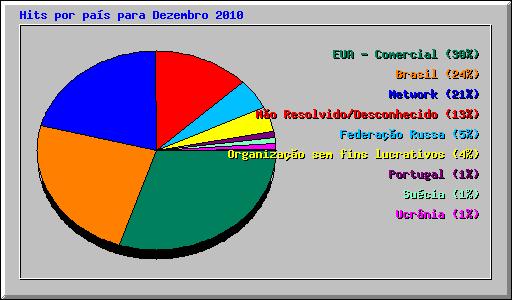 Hits por país para Dezembro 2010
EUA - Comercial (30%)
Brasil (24%)
Network (21%)
Não Resolvido/Desconhecido (13%)
Federação Russa (5%)
Organização sem fins lucrativos (4%)
Portugal (1%)
Suécia (1%)
Ucrânia (1%)